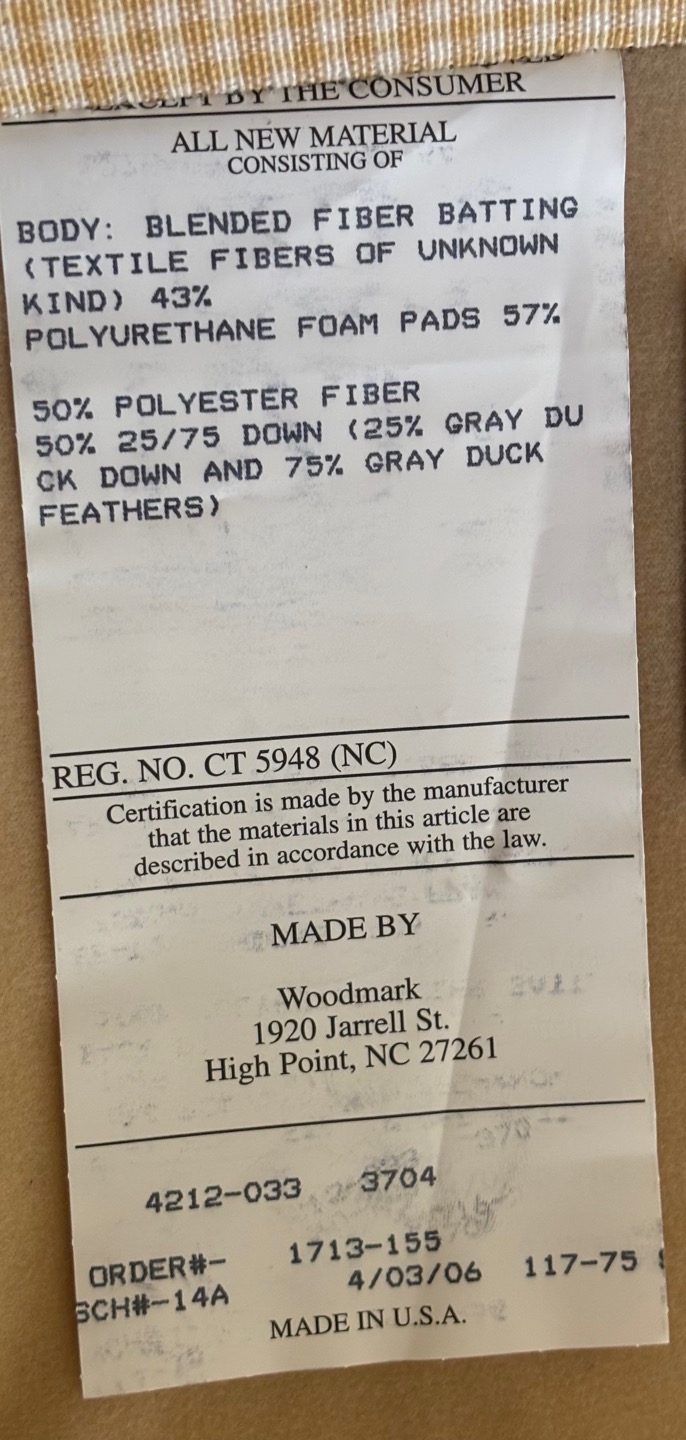 EXCEPT BY THE CONSUMER
ALL NEW MATERIAL
CONSISTING OF
BODY: BLENDED FIBER BATTING
(TEXTILE FIBERS OF UNKNOWN
KIND) 43%
POLYURETHANE FOAM PADS 57%
50% POLYESTER FIBER
50% 25/75 DOWN (25% GRAY DU
CK DOWN AND 75% GRAY DUCK
FEATHERS)
REG. NO. CT 5948 (NC)
Certification is made by the manufacturer
that the materials in this article are
described in accordance with the law.
MADE BY
Woodmark
1920 Jarrell St.
High Point, NC 27261
4212-033 3704
ORDER#- 1713-155
SCH#-14A 4/03/06 117-75
MADE IN U.S.A.